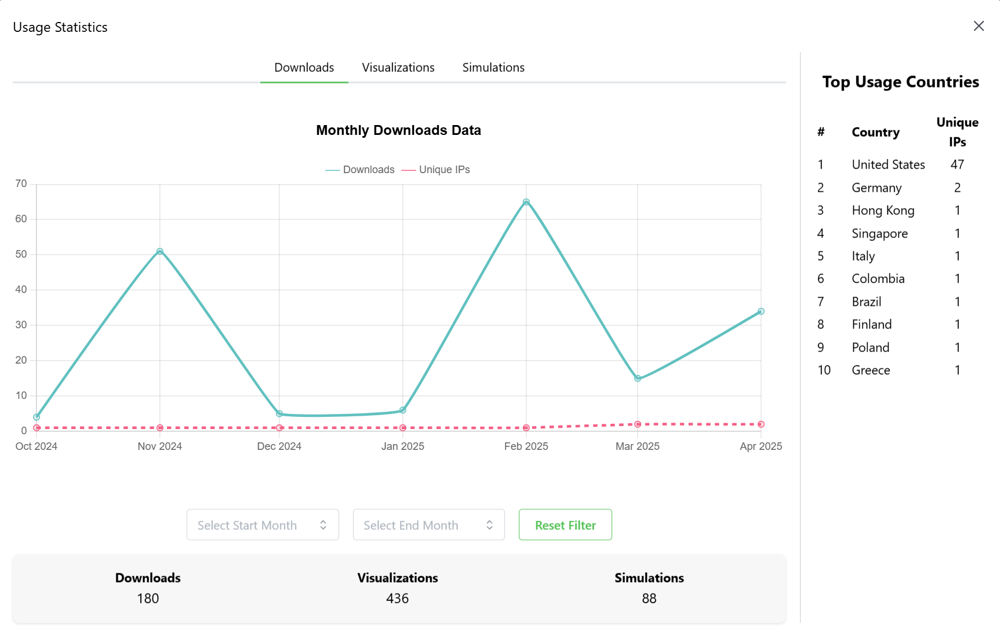 Usage Statistics
Downloads Visualizations Simulations
Monthly Downloads Data
Downloads Unique IPs
70
60
50
40
30
20
10
0
Oct 2024 Nov 2024 Dec 2024 Jan 2025 Feb 2025 Mar 2025 Apr 2025
Select Start Month Select End Month Reset Filter
Downloads Visualizations Simulations
180 436 88
Top Usage Countries
# Country Unique IPs
1 United States 47
2 Germany 2
3 Hong Kong 1
4 Singapore 1
5 Italy 1
6 Colombia 1
7 Brazil 1
8 Finland 1
9 Poland 1
10 Greece 1